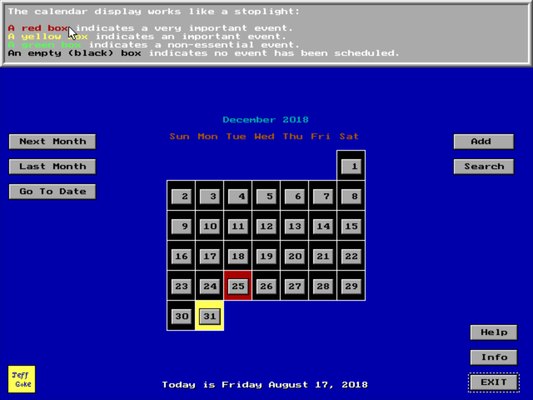 The calendar display works like a stoplight:
A red box indicates a very important event.
A yellow box indicates an important event.
A green box indicates a non-essential event.
An empty (black) box indicates no event has been scheduled.
December 2018
Sun Mon Tue Wed Thu Fri Sat
Next Month
Add
1
Last Month
Search
Go To Date
2 3 4 5 6 7 8
9 10 11 12 13 14 15
16 17 18 19 20 21 22
23 24 25 26 27 28 29
30 31
Help
Info
Jeff
Goke
Today is Friday August 17, 2018
EXIT